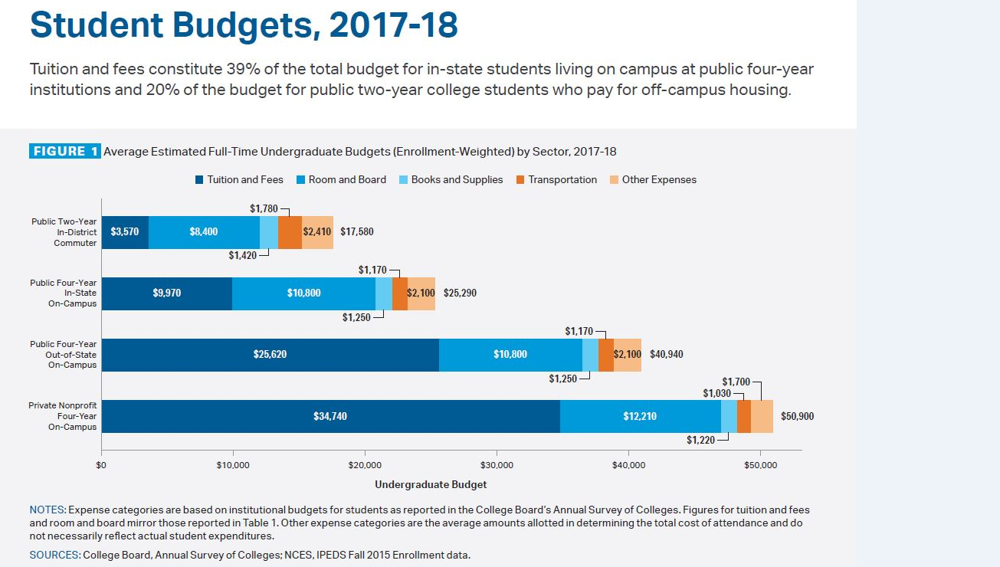 Student Budgets, 2017-18
Tuition and fees constitute 39% of the total budget for in-state students living on campus at public four-year
institutions and 20% of the budget for public two-year college students who pay for off-campus housing.
FIGURE 1 Average Estimated Full-Time Undergraduate Budgets (Enrollment-Weighted) by Sector, 2017-18
Tuition and Fees Room and Board Books and Supplies Transportation Other Expenses
$1,780
Public Two-Year
In-District
Commuter
$3,570 $8,400 $2,410 $17,580
$1,420
$1,170
Public Four-Year
In-State
On-Campus
$9,970 $10,800 $2,100 $25,290
$1,250
$1,170
Public Four-Year
Out-of-State
On-Campus
$25,620 $10,800 $2,100 $40,940
$1,250
$1,700
$1,030
Private Nonprofit
Four-Year
On-Campus
$34,740 $12,210 $50,900
$1,220
$0 $10,000 $20,000 $30,000 $40,000 $50,000
Undergraduate Budget
NOTES: Expense categories are based on institutional budgets for students as reported in the College Board's Annual Survey of Colleges. Figures for tuition and fees
and room and board mirror those reported in Table 1. Other expense categories are the average amounts allotted in determining the total cost of attendance and do
not necessarily reflect actual student expenditures.
SOURCES: College Board, Annual Survey of Colleges; NCES, IPEDS Fall 2015 Enrollment data.